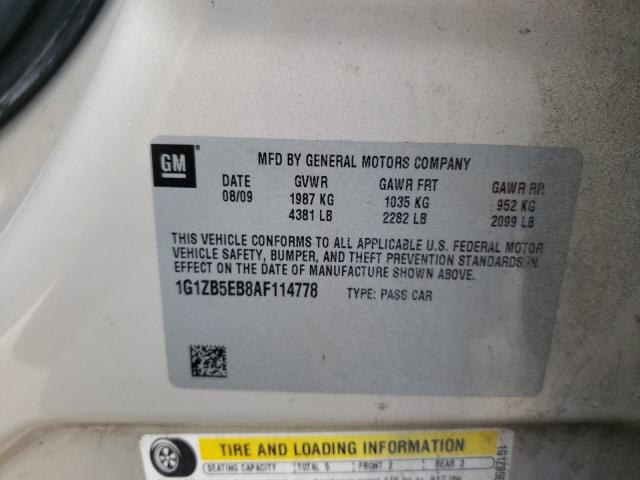 GM
MFD BY GENERAL MOTORS COMPANY
DATE GVWR GAWR FRT GAWR RR
08/09 1987 KG 1035 KG 952 KG
4381 LB 2282 LB 2099 LB
THIS VEHICLE CONFORMS TO ALL APPLICABLE U.S. FEDERAL MOTOR
VEHICLE SAFETY, BUMPER, AND THEFT PREVENTION STANDARDS IN
EFFECT ON THE DATE OF MANUFACTURE SHOWN ABOVE.
1G1ZB5EB8AF114778 TYPE: PASS CAR
TIRE AND LOADING INFORMATION
SEATING CAPACITY TOTAL 5 FRONT 2 REAR 3